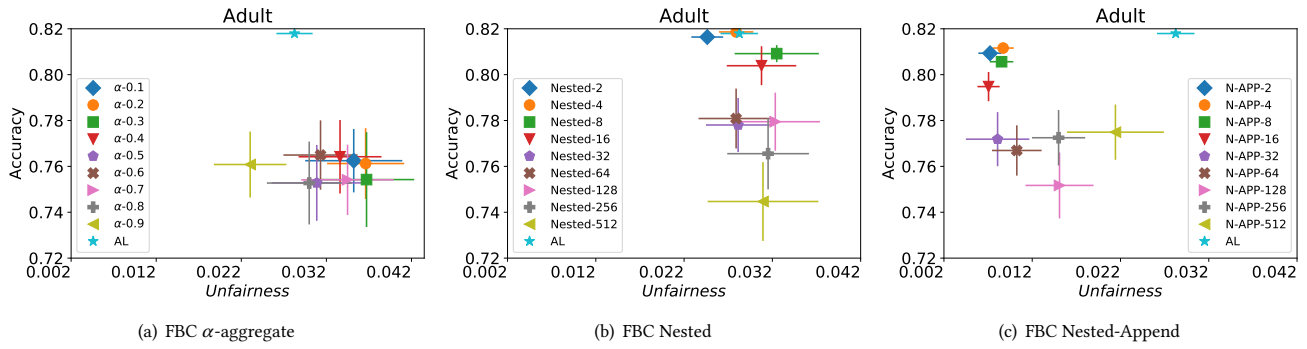 Adult
0.82
0.80
0.78
0.76
0.74
0.72
Accuracy
α-0.1
α-0.2
α-0.3
α-0.4
α-0.5
α-0.6
α-0.7
α-0.8
α-0.9
AL
0.002 0.012 0.022 0.032 0.042
Unfairness
(a) FBC α-aggregate
Adult
0.82
0.80
0.78
0.76
0.74
0.72
Accuracy
Nested-2
Nested-4
Nested-8
Nested-16
Nested-32
Nested-64
Nested-128
Nested-256
Nested-512
AL
0.002 0.012 0.022 0.032 0.042
Unfairness
(b) FBC Nested
Adult
0.82
0.80
0.78
0.76
0.74
0.72
Accuracy
N-APP-2
N-APP-4
N-APP-8
N-APP-16
N-APP-32
N-APP-64
N-APP-128
N-APP-256
N-APP-512
AL
0.002 0.012 0.022 0.032 0.042
Unfairness
(c) FBC Nested-Append